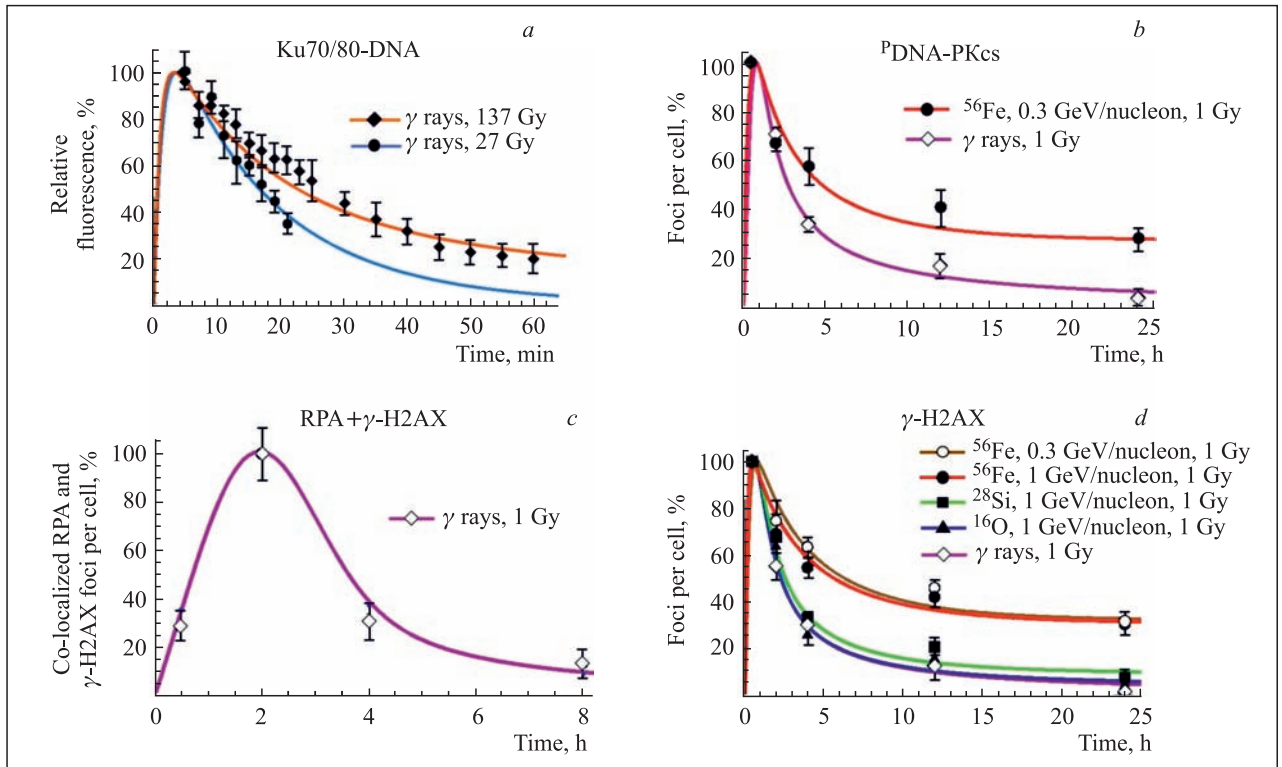 a
Ku70/80-DNA
Relative
fluorescence, %
100
80
60
40
20
γ rays, 137 Gy
γ rays, 27 Gy
0 10 20 30 40 50 60
Time, min
b
ᴾDNA-PKcs
Foci per cell, %
100
80
60
40
20
⁵⁶Fe, 0.3 GeV/nucleon, 1 Gy
γ rays, 1 Gy
0 5 10 15 20 25
Time, h
RPA+γ-H2AX
c
Co-localized RPA and
γ-H2AX foci per cell, %
100
80
60
40
20
γ rays, 1 Gy
0 2 4 6 8
Time, h
γ-H2AX
d
Foci per cell, %
100
80
60
40
20
⁵⁶Fe, 0.3 GeV/nucleon, 1 Gy
⁵⁶Fe, 1 GeV/nucleon, 1 Gy
²⁸Si, 1 GeV/nucleon, 1 Gy
¹⁶O, 1 GeV/nucleon, 1 Gy
γ rays, 1 Gy
0 5 10 15 20 25
Time, h